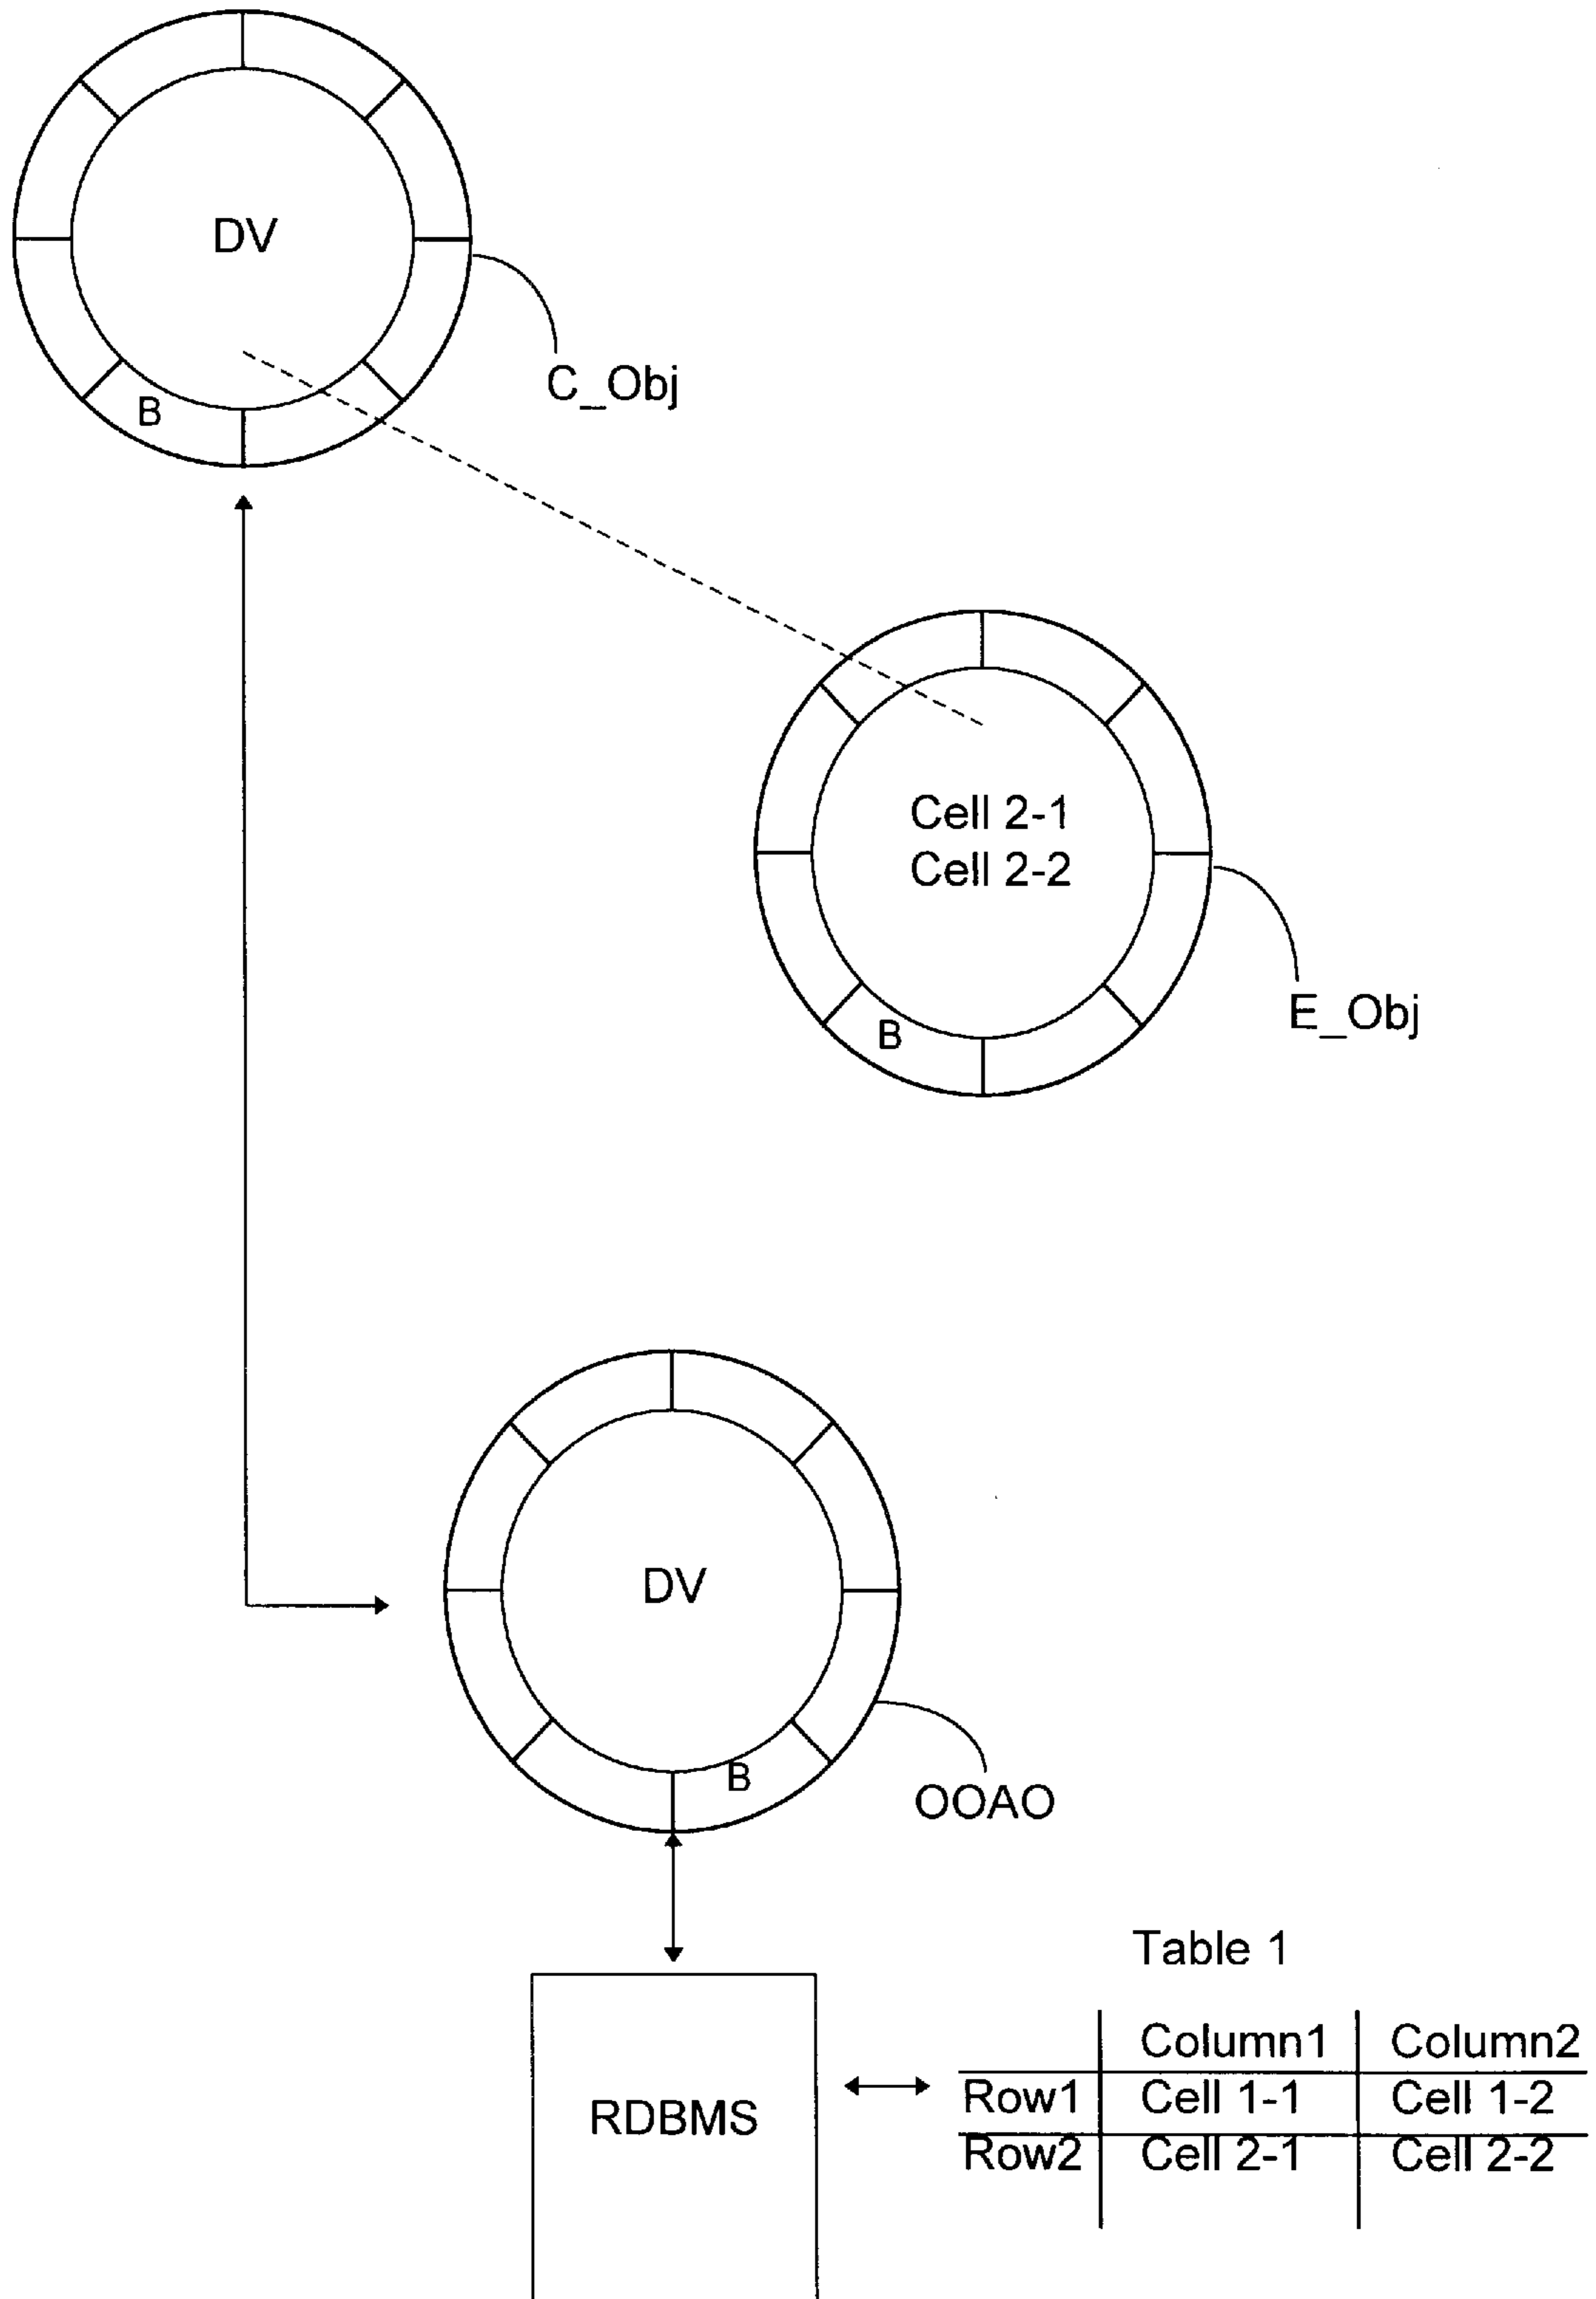 DV
C_Obj
B
Cell 2-1
Cell 2-2
E_Obj
B
DV
B
OOAO
Table 1
Column1 Column2
RDBMS
Row1 Cell 1-1 Cell 1-2
Row2 Cell 2-1 Cell 2-2